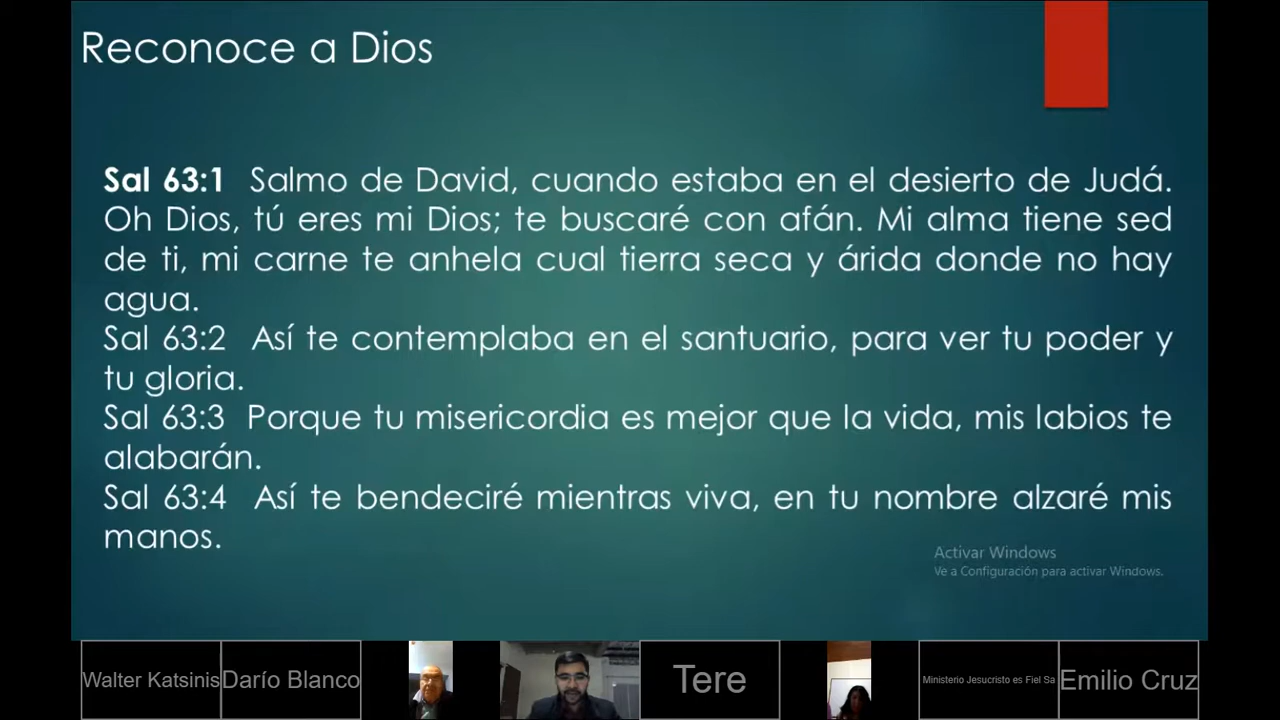 Reconoce a Dios
Sal 63:1 Salmo de David, cuando estaba en el desierto de Judá.
Oh Dios, tú eres mi Dios; te buscaré con afán. Mi alma tiene sed
de ti, mi carne te anhela cual tierra seca y árida donde no hay
agua.
Sal 63:2 Así te contemplaba en el santuario, para ver tu poder y
tu gloria.
Sal 63:3 Porque tu misericordia es mejor que la vida, mis labios te
alabarán.
Sal 63:4 Así te bendeciré mientras viva, en tu nombre alzaré mis
manos.
Activar Windows
Ve a Configuración para activar Windows.
Walter Katsinis
Darío Blanco
Tere
Ministerio Jesucristo es Fiel Sa
Emilio Cruz